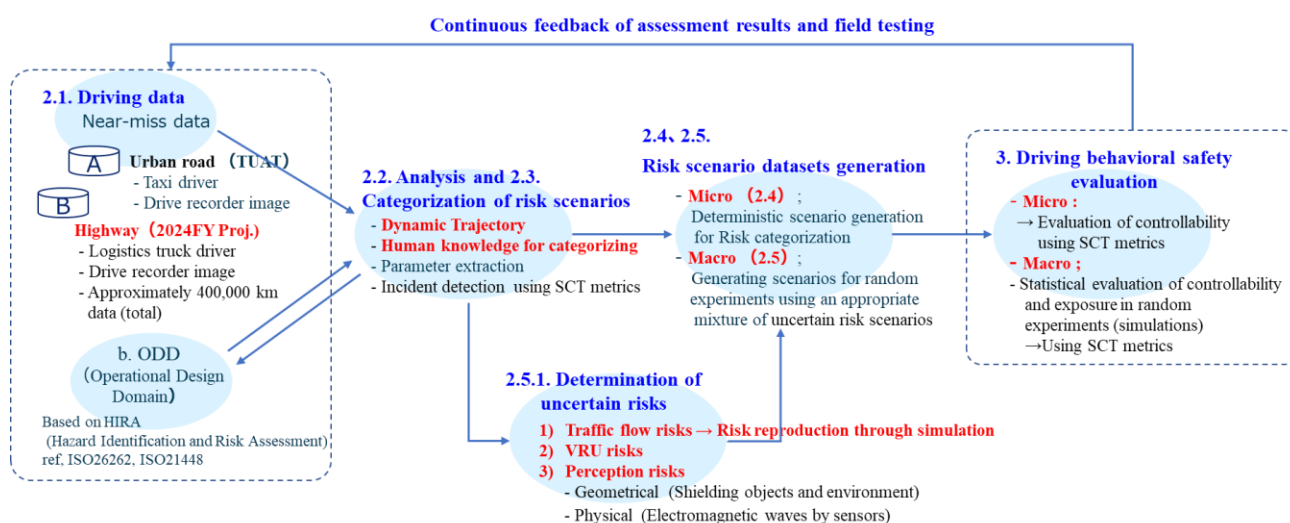 Continuous feedback of assessment results and field testing
2.1. Driving data
Near-miss data
A
Urban road （TUAT）
- Taxi driver
- Drive recorder image
B
Highway（2024FY Proj.）
- Logistics truck driver
- Drive recorder image
- Approximately 400,000 km
data (total)
b. ODD
（Operational Design
Domain）
Based on HIRA
(Hazard Identification and Risk Assessment)
ref, ISO26262, ISO21448
2.2. Analysis and 2.3.
Categorization of risk scenarios
- Dynamic Trajectory
- Human knowledge for categorizing
- Parameter extraction
- Incident detection using SCT metrics
2.4、2.5.
Risk scenario datasets generation
- Micro （2.4）;
Deterministic scenario generation
for Risk categorization
- Macro （2.5）;
Generating scenarios for random
experiments using an appropriate
mixture of uncertain risk scenarios
2.5.1. Determination of
uncertain risks
1) Traffic flow risks → Risk reproduction through simulation
2) VRU risks
3) Perception risks
- Geometrical (Shielding objects and environment)
- Physical (Electromagnetic waves by sensors)
3. Driving behavioral safety
evaluation
- Micro :
→ Evaluation of controllability
using SCT metrics
- Macro ;
- Statistical evaluation of controllability
and exposure in random
experiments (simulations)
→Using SCT metrics